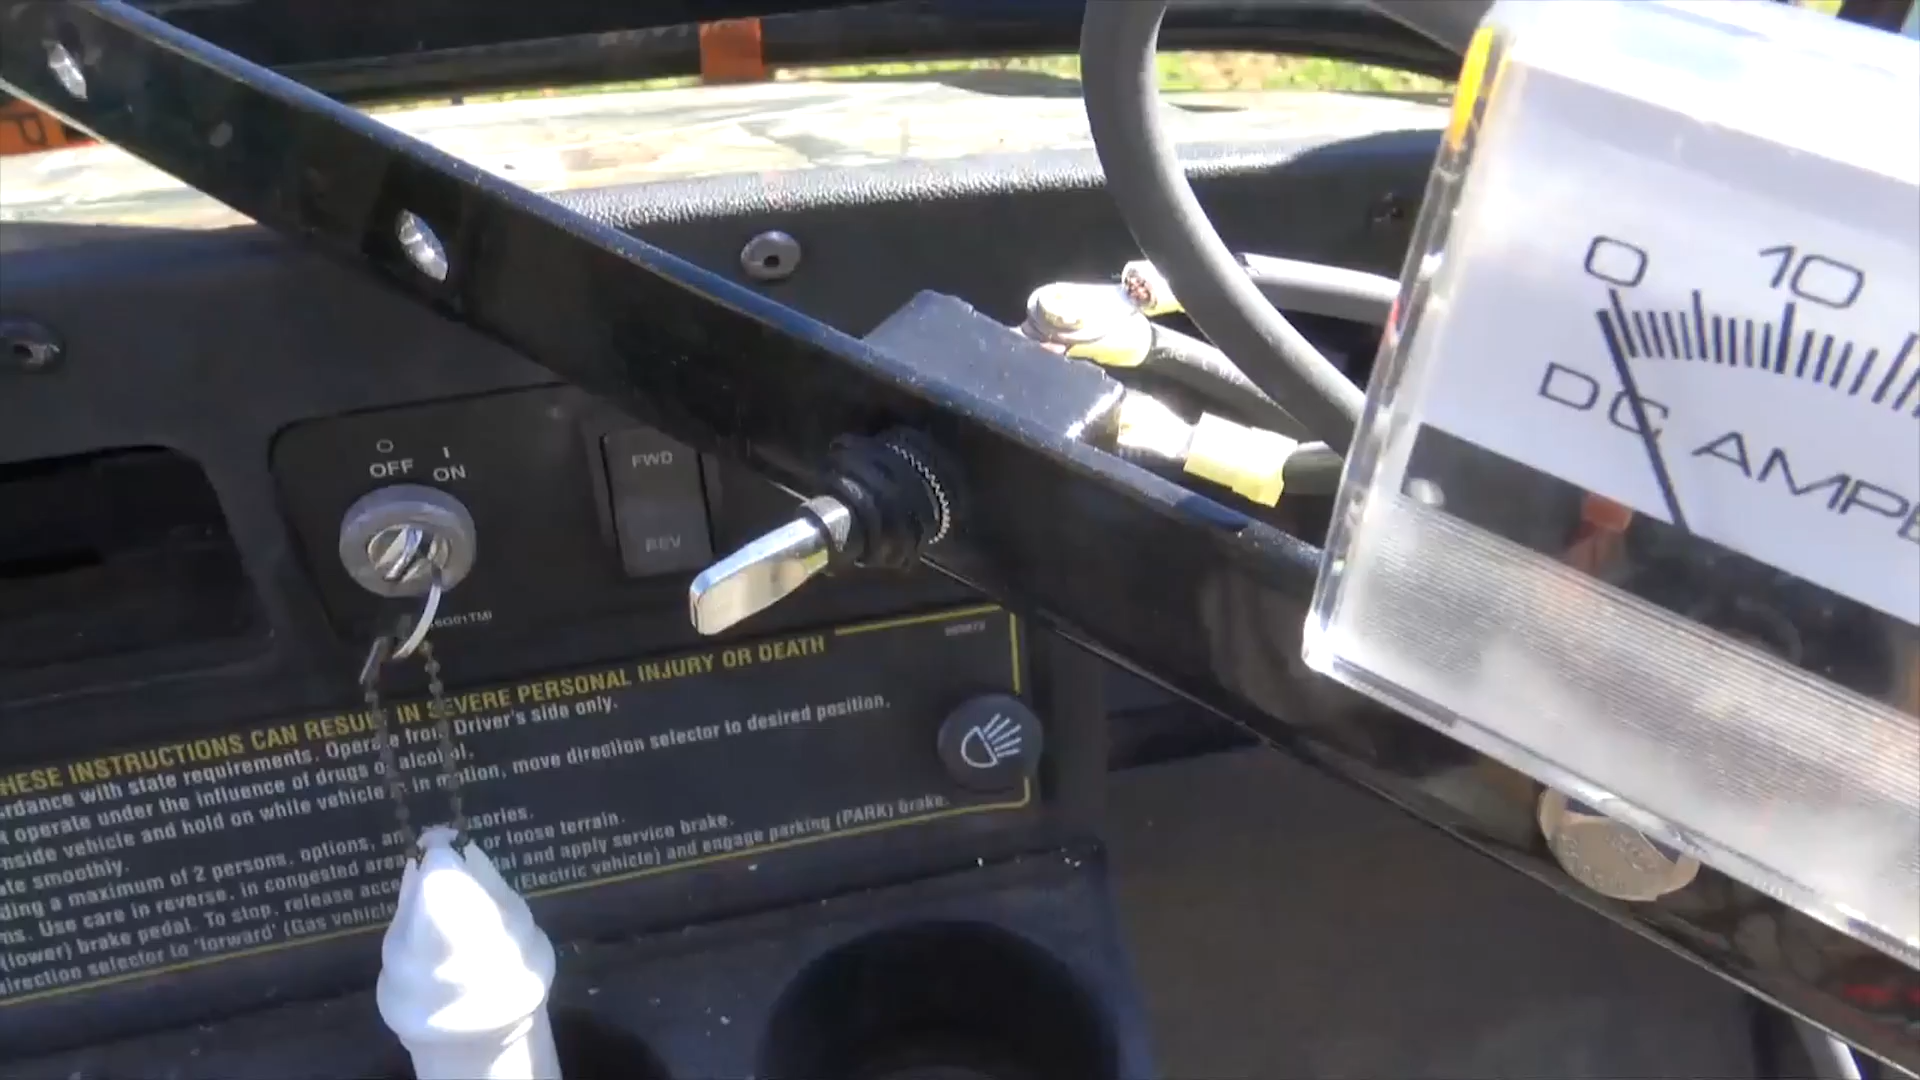 0
10
DC AMPE
O
I
OFF
ON
FWD
REV
HESE INSTRUCTIONS CAN RESULT IN SEVERE PERSONAL INJURY OR DEATH
rdance with state requirements. Operate from Driver's side only.
operate under the influence of drugs or alcohol.
nside vehicle and hold on while vehicle in motion, move direction selector to desired position.
ate smoothly.
ding a maximum of 2 persons, options, an sories.
ns. Use care in reverse, in congested area or loose terrain.
(lower) brake pedal. To stop, release acce dal and apply service brake.
direction selector to 'forward' (Gas vehicle (Electric vehicle) and engage parking (PARK) brake.